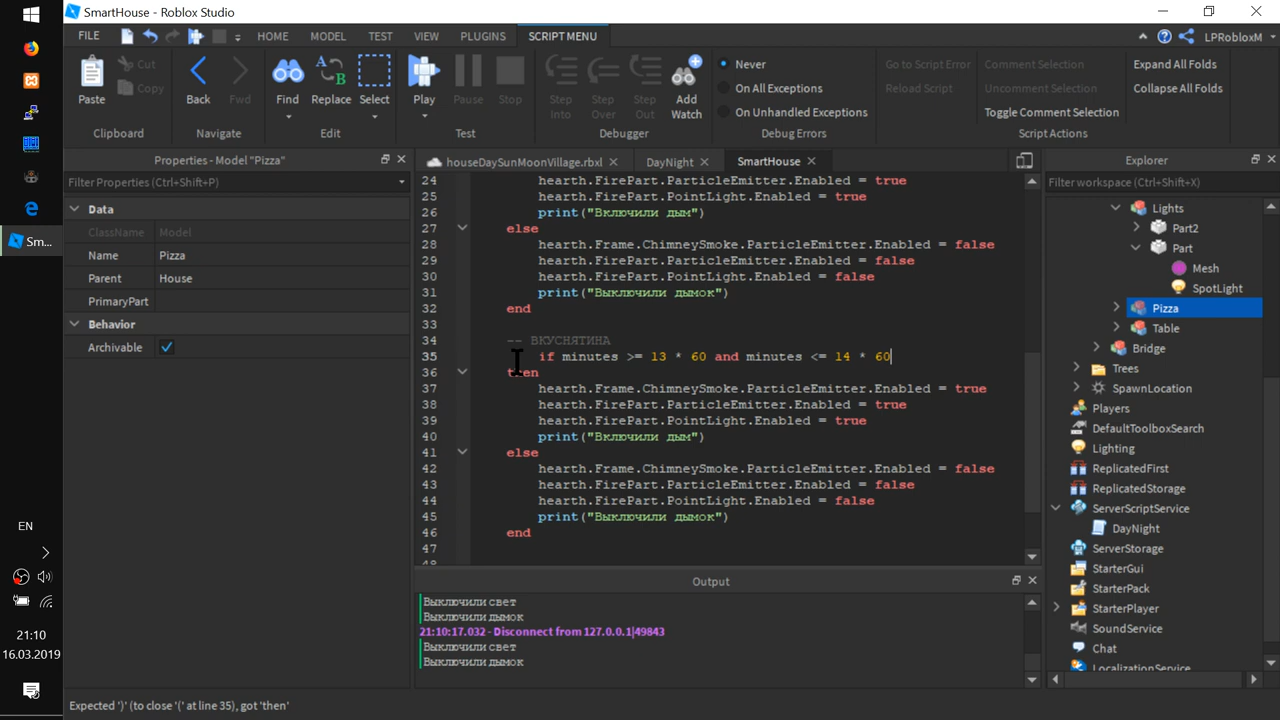 SmartHouse - Roblox Studio
FILE HOME MODEL TEST VIEW PLUGINS SCRIPT MENU LPRobloxM
Paste Cut Copy Back Fwd Find Replace Select Play Pause Stop Step Into Step Over Step Out Add Watch
Never
On All Exceptions
On Unhandled Exceptions
Go to Script Error
Reload Script
Comment Selection
Uncomment Selection
Toggle Comment Selection
Expand All Folds
Collapse All Folds
Clipboard Navigate Edit Test Debugger Debug Errors Script Actions
Properties - Model "Pizza"
Filter Properties (Ctrl+Shift+P)
Data
ClassName Model
Name Pizza
Parent House
PrimaryPart
Behavior
Archivable
houseDaySunMoonVillage.rbxl DayNight SmartHouse
24 hearth.FirePart.ParticleEmitter.Enabled = true
25 hearth.FirePart.PointLight.Enabled = true
26 print("Включили дым")
27 else
28 hearth.Frame.ChimneySmoke.ParticleEmitter.Enabled = false
29 hearth.FirePart.ParticleEmitter.Enabled = false
30 hearth.FirePart.PointLight.Enabled = false
31 print("Выключили дымок")
32 end
33
34 -- ВКУСНЯТИНА
35 if minutes >= 13 * 60 and minutes <= 14 * 60
36 then
37 hearth.Frame.ChimneySmoke.ParticleEmitter.Enabled = true
38 hearth.FirePart.ParticleEmitter.Enabled = true
39 hearth.FirePart.PointLight.Enabled = true
40 print("Включили дым")
41 else
42 hearth.Frame.ChimneySmoke.ParticleEmitter.Enabled = false
43 hearth.FirePart.ParticleEmitter.Enabled = false
44 hearth.FirePart.PointLight.Enabled = false
45 print("Выключили дымок")
46 end
47
48
Output
Выключили свет
Выключили дымок
21:10:17.032 - Disconnect from 127.0.0.1|49843
Выключили свет
Выключили дымок
Explorer
Filter workspace (Ctrl+Shift+X)
Lights
Part2
Part
Mesh
SpotLight
Pizza
Table
Bridge
Trees
SpawnLocation
Players
DefaultToolboxSearch
Lighting
ReplicatedFirst
ReplicatedStorage
ServerScriptService
DayNight
ServerStorage
StarterGui
StarterPack
StarterPlayer
SoundService
Chat
LocalizationService
Sm...
EN
21:10
16.03.2019
Expected ')' (to close '(' at line 35), got 'then'